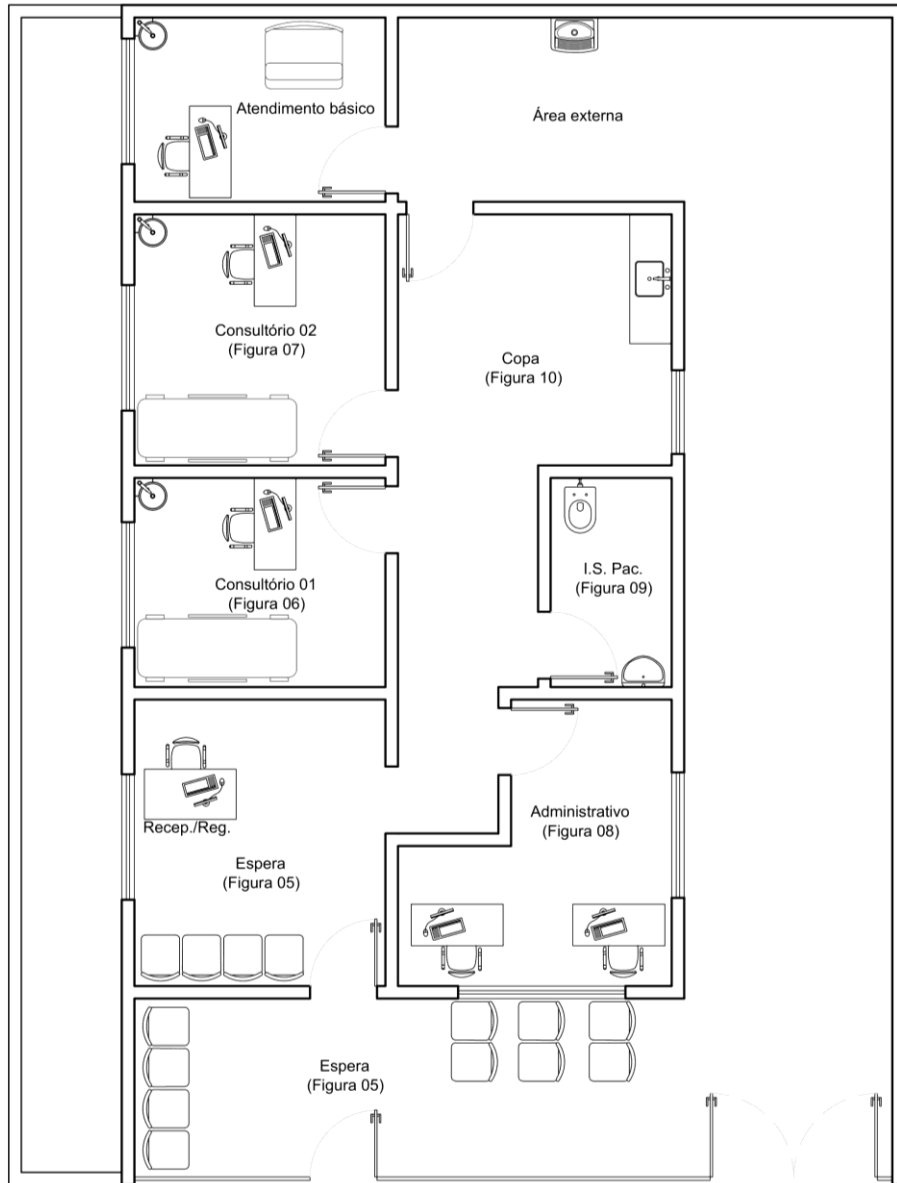 Atendimento básico
Área externa
Consultório 02
(Figura 07)
Copa
(Figura 10)
Consultório 01
(Figura 06)
I.S. Pac.
(Figura 09)
Recep./Reg.
Espera
(Figura 05)
Administrativo
(Figura 08)
Espera
(Figura 05)